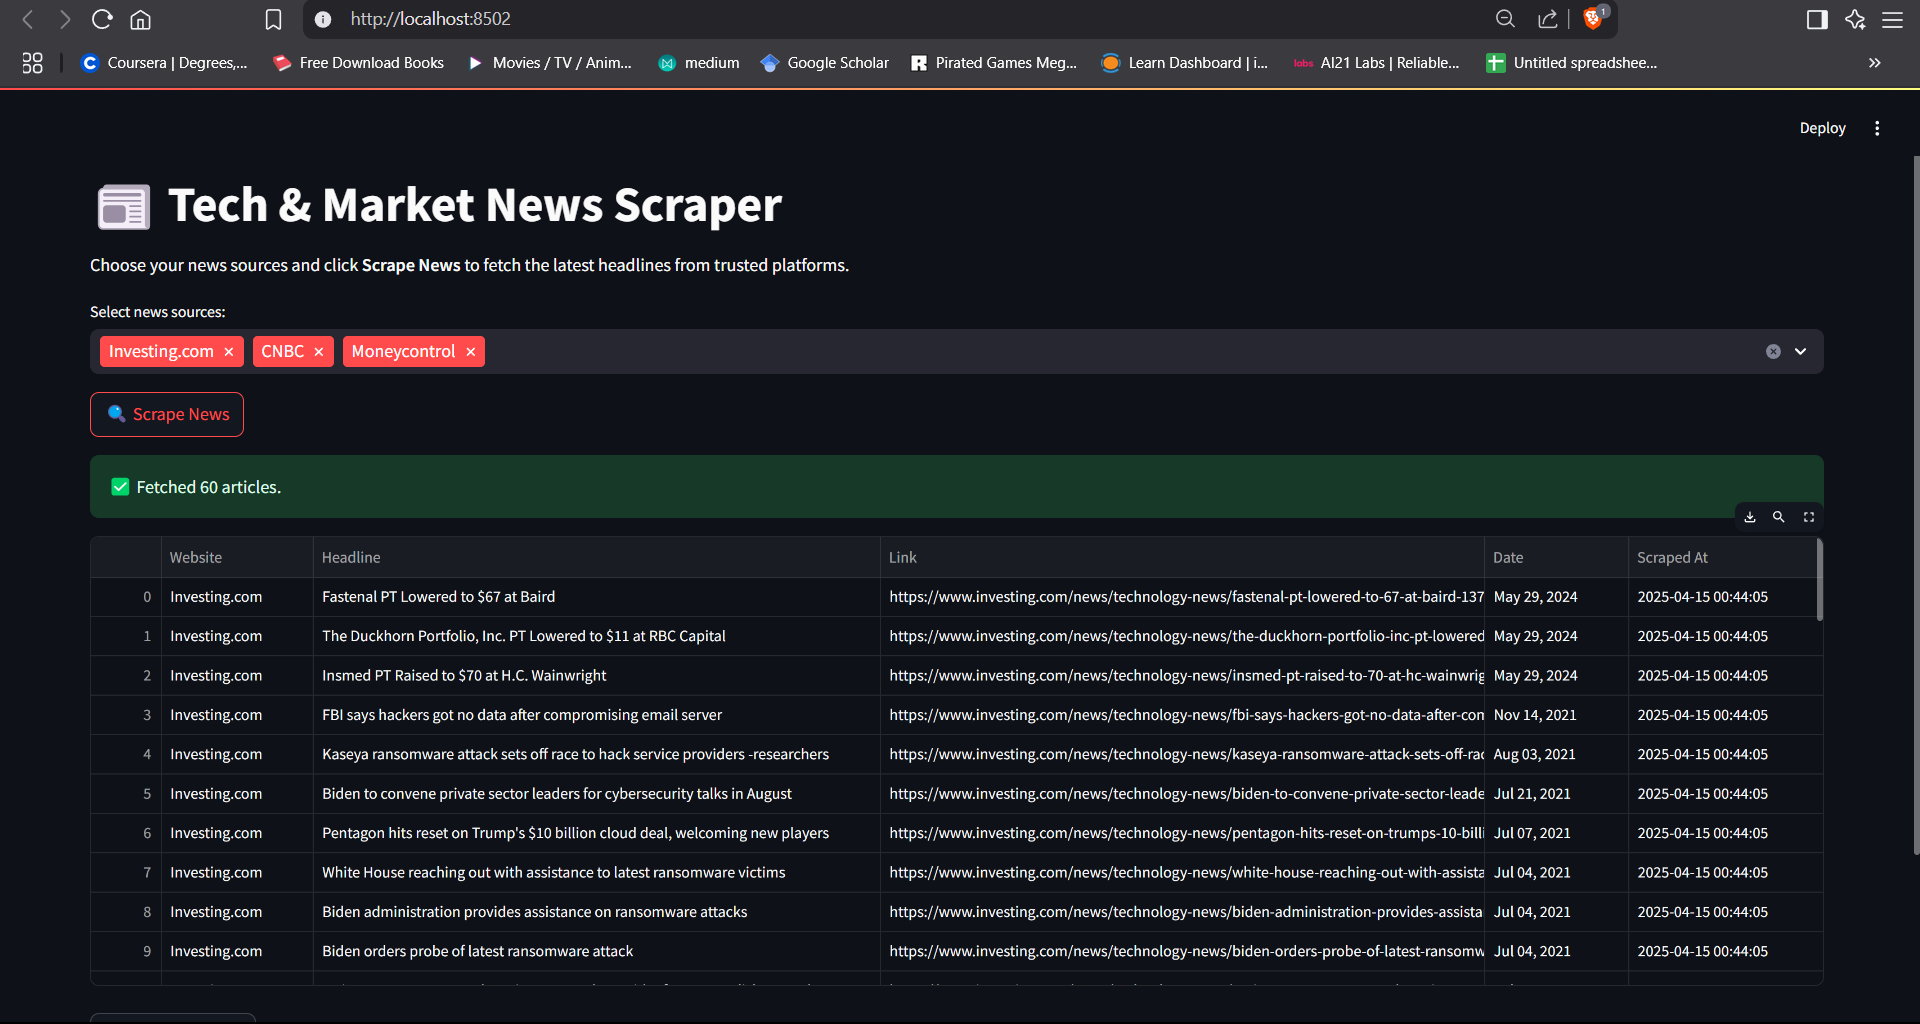 http://localhost:8502
1
Coursera | Degrees,...
Free Download Books
Movies / TV / Anim...
medium
Google Scholar
Pirated Games Meg...
Learn Dashboard | i...
labs AI21 Labs | Reliable...
Untitled spreadshee...
Deploy
Tech & Market News Scraper
Choose your news sources and click Scrape News to fetch the latest headlines from trusted platforms.
Select news sources:
Investing.com
CNBC
Moneycontrol
Scrape News
Fetched 60 articles.
Website Headline Link Date Scraped At
0 Investing.com Fastenal PT Lowered to $67 at Baird https://www.investing.com/news/technology-news/fastenal-pt-lowered-to-67-at-baird-137 May 29, 2024 2025-04-15 00:44:05
1 Investing.com The Duckhorn Portfolio, Inc. PT Lowered to $11 at RBC Capital https://www.investing.com/news/technology-news/the-duckhorn-portfolio-inc-pt-lowered May 29, 2024 2025-04-15 00:44:05
2 Investing.com Insmed PT Raised to $70 at H.C. Wainwright https://www.investing.com/news/technology-news/insmed-pt-raised-to-70-at-hc-wainwrig May 29, 2024 2025-04-15 00:44:05
3 Investing.com FBI says hackers got no data after compromising email server https://www.investing.com/news/technology-news/fbi-says-hackers-got-no-data-after-con Nov 14, 2021 2025-04-15 00:44:05
4 Investing.com Kaseya ransomware attack sets off race to hack service providers -researchers https://www.investing.com/news/technology-news/kaseya-ransomware-attack-sets-off-rac Aug 03, 2021 2025-04-15 00:44:05
5 Investing.com Biden to convene private sector leaders for cybersecurity talks in August https://www.investing.com/news/technology-news/biden-to-convene-private-sector-leade Jul 21, 2021 2025-04-15 00:44:05
6 Investing.com Pentagon hits reset on Trump's $10 billion cloud deal, welcoming new players https://www.investing.com/news/technology-news/pentagon-hits-reset-on-trumps-10-billi Jul 07, 2021 2025-04-15 00:44:05
7 Investing.com White House reaching out with assistance to latest ransomware victims https://www.investing.com/news/technology-news/white-house-reaching-out-with-assista Jul 04, 2021 2025-04-15 00:44:05
8 Investing.com Biden administration provides assistance on ransomware attacks https://www.investing.com/news/technology-news/biden-administration-provides-assista Jul 04, 2021 2025-04-15 00:44:05
9 Investing.com Biden orders probe of latest ransomware attack https://www.investing.com/news/technology-news/biden-orders-probe-of-latest-ransomw Jul 04, 2021 2025-04-15 00:44:05